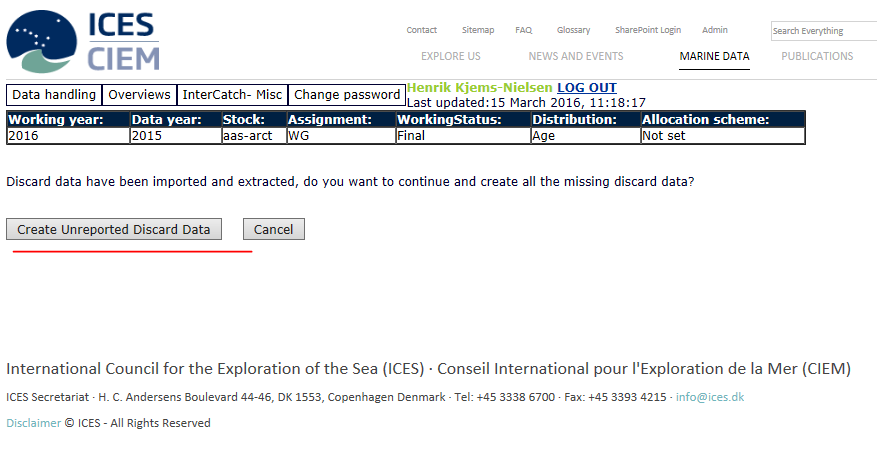 ICES
CIEM
Contact Sitemap FAQ Glossary SharePoint Login Admin Search Everything
EXPLORE US NEWS AND EVENTS MARINE DATA PUBLICATIONS
Data handling Overviews InterCatch- Misc Change password Henrik Kjems-Nielsen LOG OUT
Last updated:15 March 2016, 11:18:17
Working year: Data year: Stock: Assignment: WorkingStatus: Distribution: Allocation scheme:
2016 2015 aas-arct WG Final Age Not set
Discard data have been imported and extracted, do you want to continue and create all the missing discard data?
Create Unreported Discard Data Cancel
International Council for the Exploration of the Sea (ICES) · Conseil International pour l'Exploration de la Mer (CIEM)
ICES Secretariat · H. C. Andersens Boulevard 44-46, DK 1553, Copenhagen Denmark · Tel: +45 3338 6700 · Fax: +45 3393 4215 · info@ices.dk
Disclaimer © ICES - All Rights Reserved